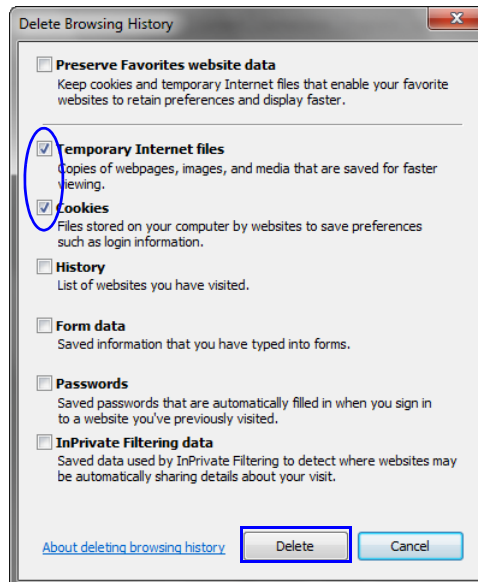 Delete Browsing History
Preserve Favorites website data
Keep cookies and temporary Internet files that enable your favorite
websites to retain preferences and display faster.
Temporary Internet files
Copies of webpages, images, and media that are saved for faster
viewing.
Cookies
Files stored on your computer by websites to save preferences
such as login information.
History
List of websites you have visited.
Form data
Saved information that you have typed into forms.
Passwords
Saved passwords that are automatically filled in when you sign in
to a website you've previously visited.
InPrivate Filtering data
Saved data used by InPrivate Filtering to detect where websites may
be automatically sharing details about your visit.
About deleting browsing history Delete Cancel